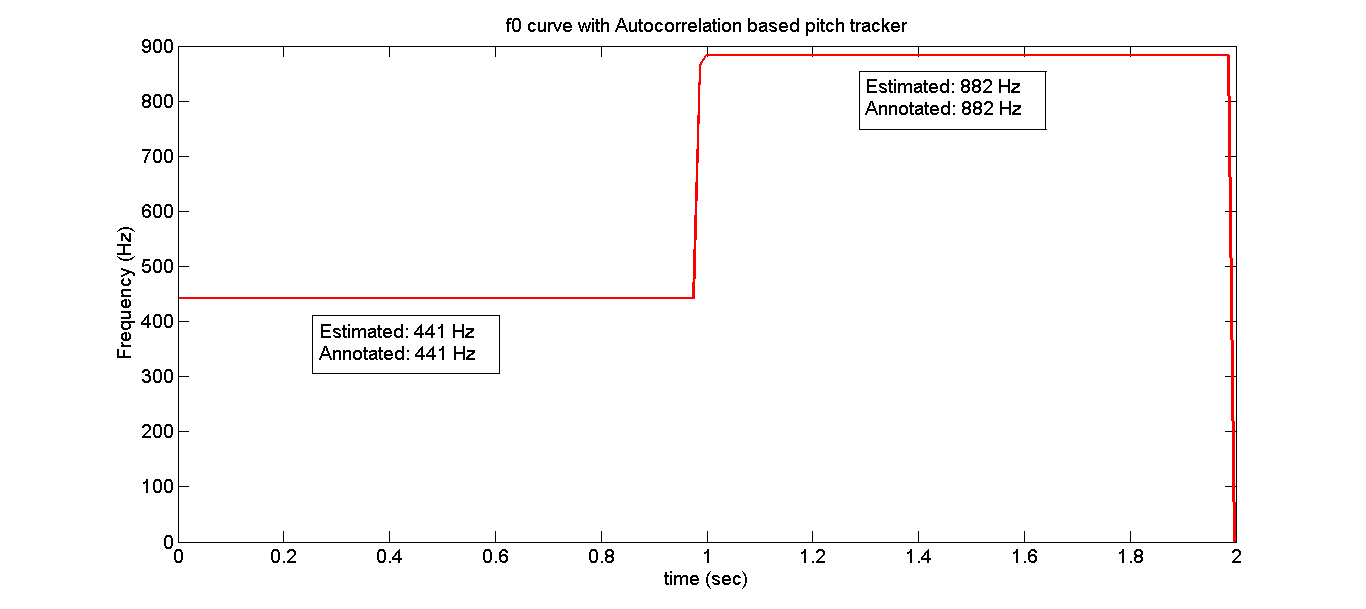 f0 curve with Autocorrelation based pitch tracker
900
800
700
600
500
400
300
200
100
0
Frequency (Hz)
Estimated: 882 Hz
Annotated: 882 Hz
Estimated: 441 Hz
Annotated: 441 Hz
0 0.2 0.4 0.6 0.8 1 1.2 1.4 1.6 1.8 2
time (sec)